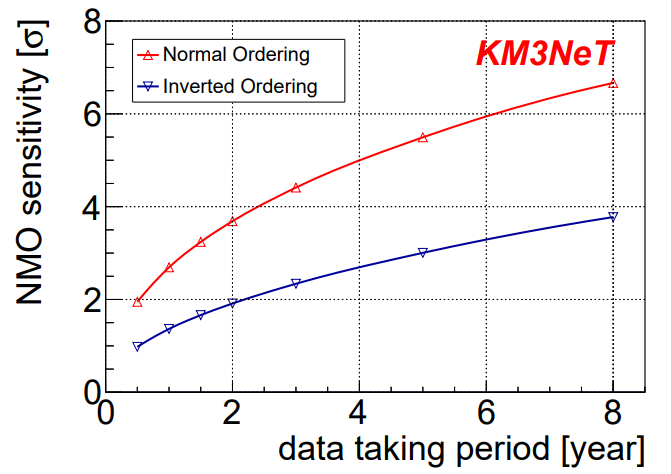 NMO sensitivity [σ]
8
6
4
2
0
Normal Ordering
Inverted Ordering
KM3NeT
0 2 4 6 8
data taking period [year]